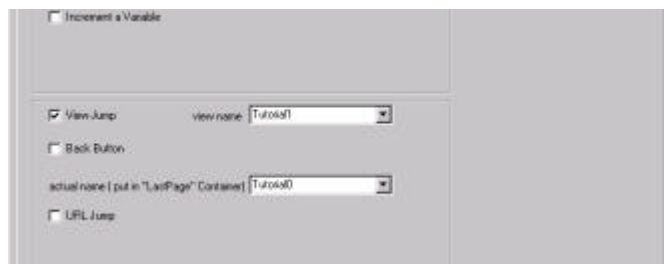 Increment a Variable
View Jump view name Tutorial1
Back Button
actual name ( put in "LastPage" Container) Tutorial0
URL Jump